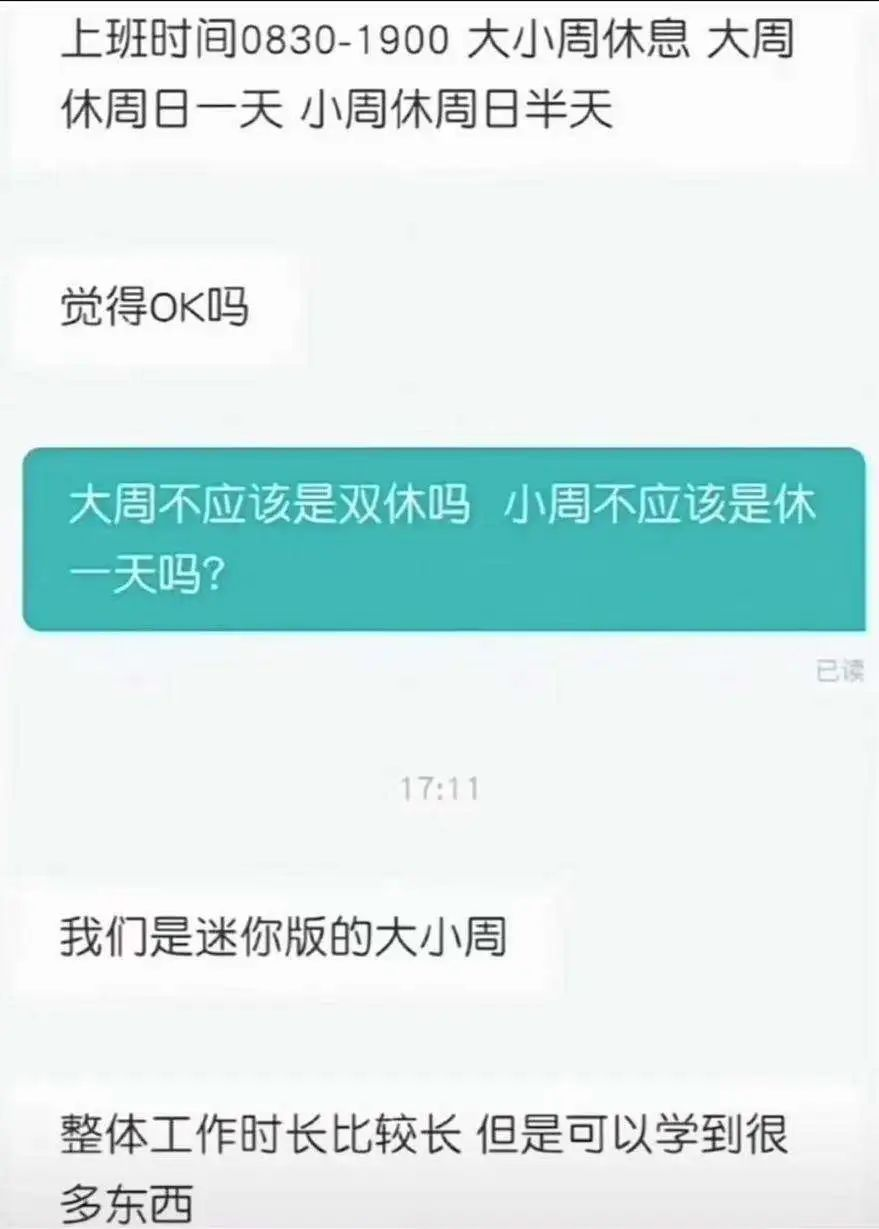 上班时间0830-1900 大小周休息 大周
休周日一天 小周休周日半天
觉得OK吗
大周不应该是双休吗 小周不应该是休
一天吗?
已读
17:11
我们是迷你版的大小周
整体工作时长比较长 但是可以学到很
多东西